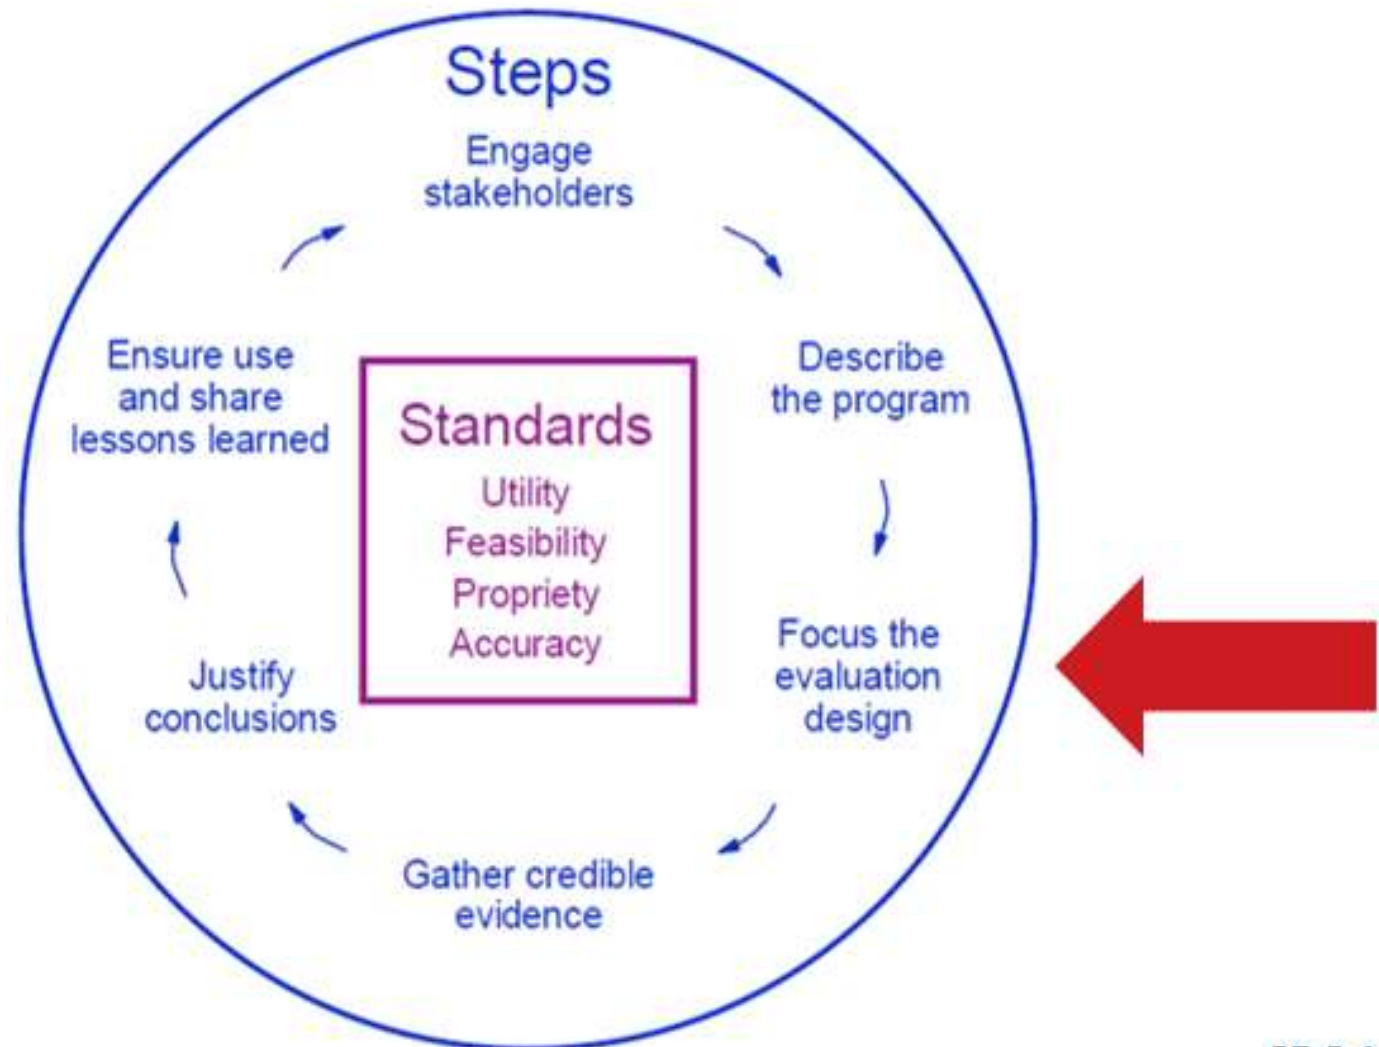 Steps
Engage
stakeholders
Describe
the program
Focus the
evaluation
design
Gather credible
evidence
Justify
conclusions
Ensure use
and share
lessons learned
Standards
Utility
Feasibility
Propriety
Accuracy